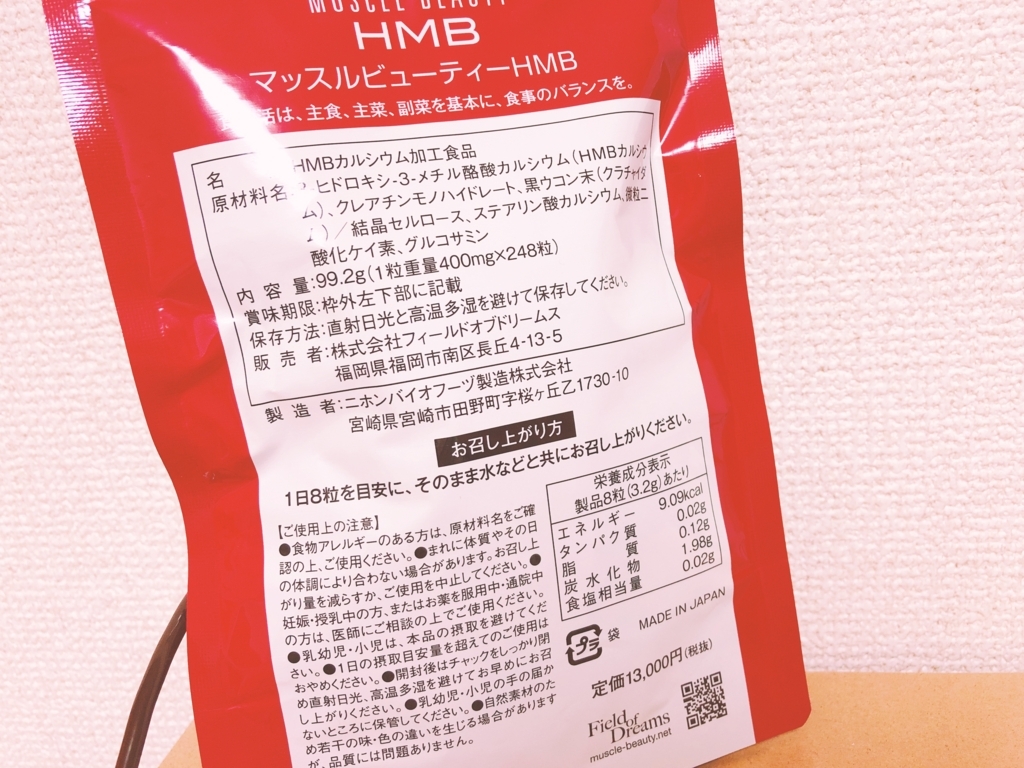 MUSCLE BEAUTY
HMB
マッスルビューティーHMB
活は、主食、主菜、副菜を基本に、食事のバランスを。
名 HMBカルシウム加工食品
原材料名 ヒドロキシ-3-メチル酪酸カルシウム(HMBカルシウ
ム)、クレアチンモノハイドレート、黒ウコン末(クラチャイダ
ム)/結晶セルロース、ステアリン酸カルシウム、微粒二
酸化ケイ素、グルコサミン
内容量:99.2g(1粒重量400mg×248粒)
賞味期限:枠外左下部に記載
保存方法:直射日光と高温多湿を避けて保存してください。
販売者:株式会社フィールドオブドリームス
福岡県福岡市南区長丘4-13-5
製造者:ニホンバイオフーヅ製造株式会社
宮崎県宮崎市田野町字桜ヶ丘乙1730-10
お召し上がり方
1日8粒を目安に、そのまま水などと共にお召し上がりください。
【ご使用上の注意】
●食物アレルギーのある方は、原材料名をご確
認の上、ご使用ください。●まれに体質やその日
の体調により合わない場合があります。お召し上
がり量を減らすか、ご使用を中止してください。●
妊娠・授乳中の方、またはお薬を服用中・通院中
の方は、医師にご相談の上でご使用ください。
●乳幼児・小児は、本品の摂取を避けてくだ
さい。●1日の摂取目安量を超えてのご使用は
おやめください。●開封後はチャックをしっかり閉
め直射日光、高温多湿を避けてお早めにお召
し上がりください。●乳幼児・小児の手の届か
ないところに保管してください。●自然素材のた
め若干の味・色の違いを生じる場合があります
が、品質には問題ありません。
栄養成分表示
製品8粒(3.2g)あたり
エネルギー 9.09kcal
タンパク質 0.02g
脂質 0.12g
炭水化物 1.98g
食塩相当量 0.02g
プラ 袋 MADE IN JAPAN
定価13,000円(税抜)
Field of
Dreams
muscle-beauty.net